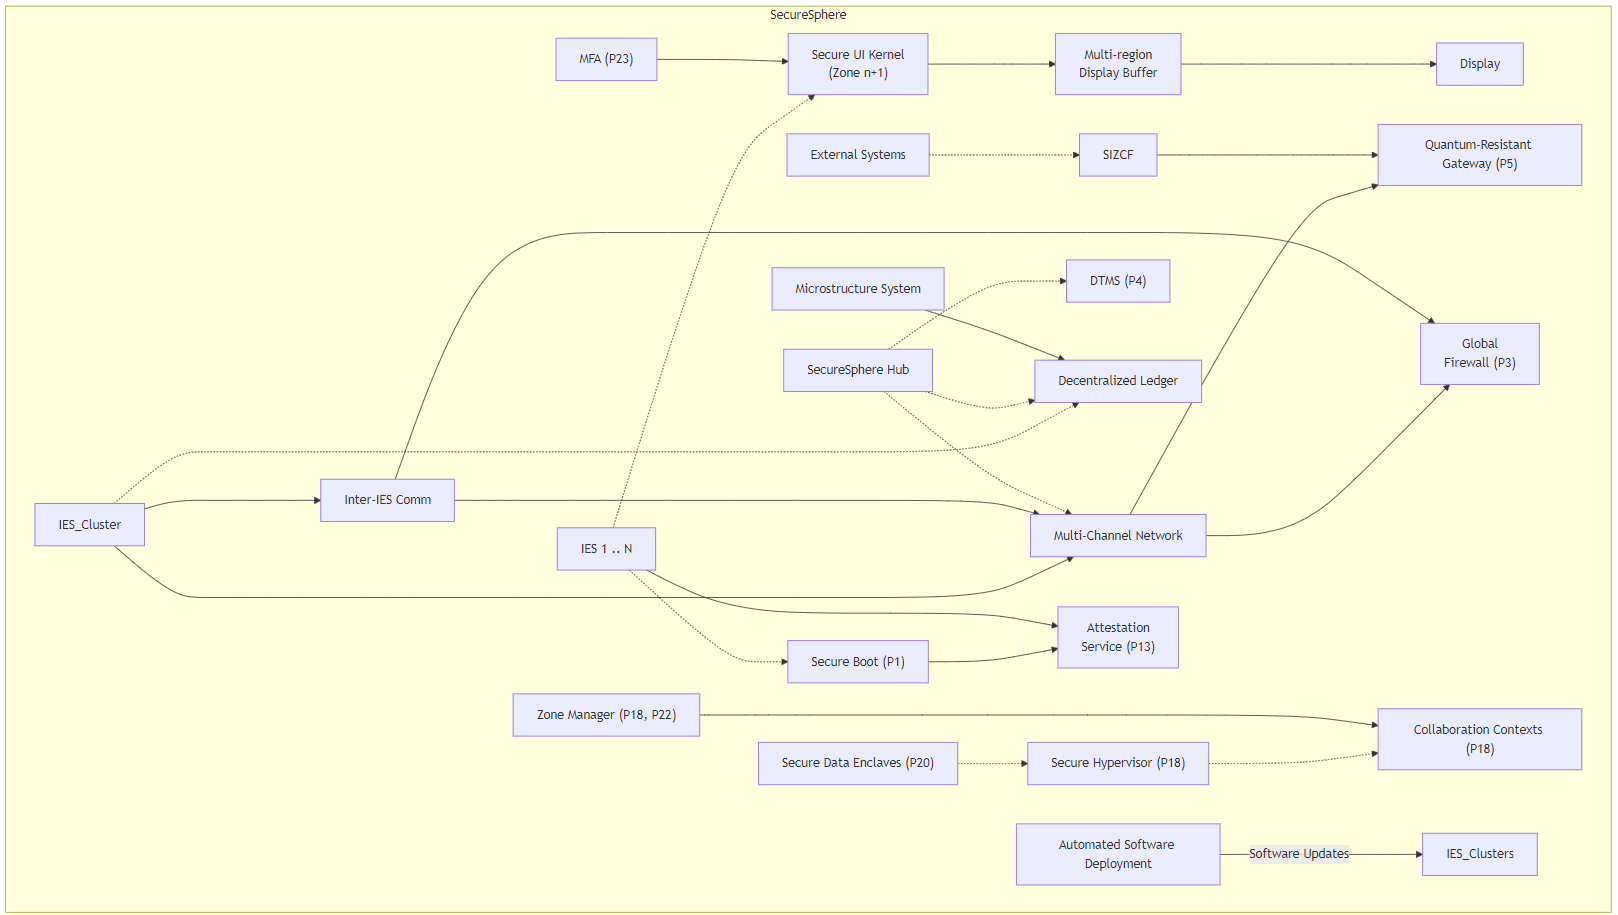 SecureSphere
MFA (P23)
Secure UI Kernel
(Zone n+1)
Multi-region
Display Buffer
Display
External Systems
SIZCF
Quantum-Resistant
Gateway (P5)
Microstructure System
DTMS (P4)
Global
Firewall (P3)
SecureSphere Hub
Decentralized Ledger
IES_Cluster
Inter-IES Comm
IES 1 .. N
Multi-Channel Network
Attestation
Service (P13)
Secure Boot (P1)
Zone Manager (P18, P22)
Collaboration Contexts
(P18)
Secure Data Enclaves (P20)
Secure Hypervisor (P18)
Automated Software
Deployment
Software Updates
IES_Clusters